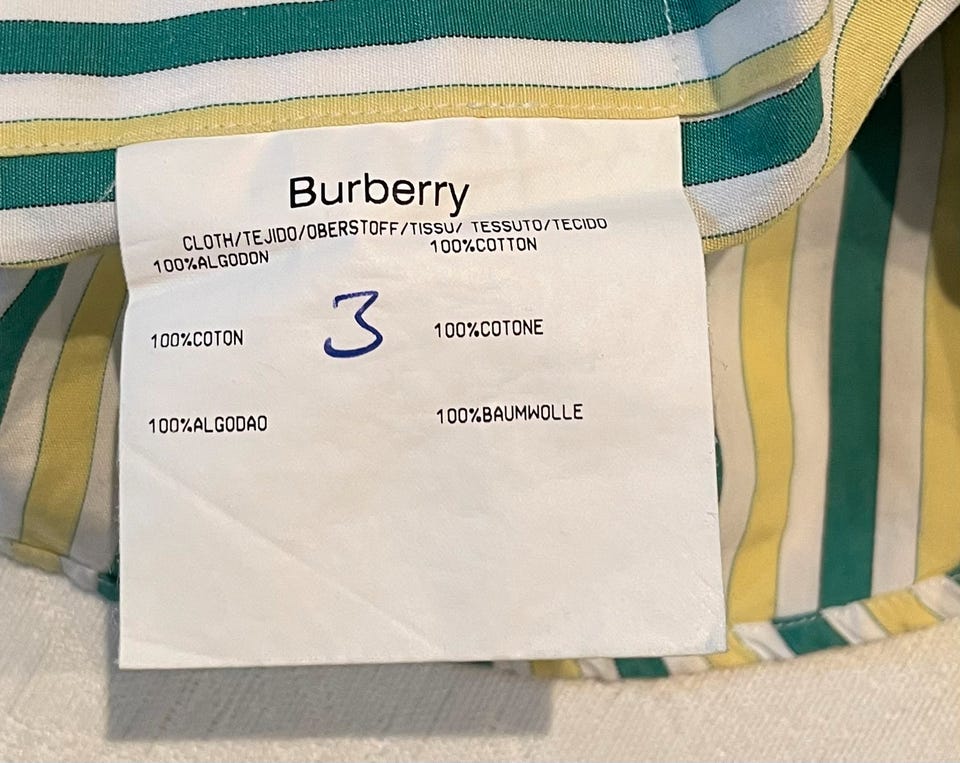 Burberry
CLOTH/TEJIDO/OBERSTOFF/TISSU/ TESSUTO/TECIDO
100%ALGODON 100%COTTON
3
100%COTON 100%COTONE
100%ALGODAO 100%BAUMWOLLE